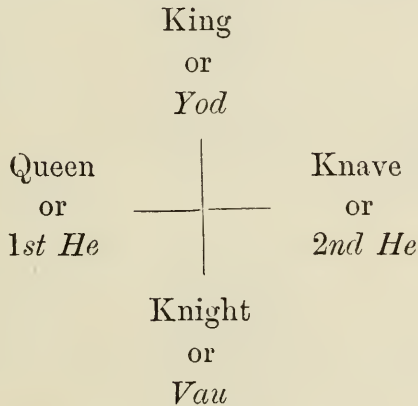 King
or
Yod
Queen
or
1st He
Knave
or
2nd He
Knight
or
Vau